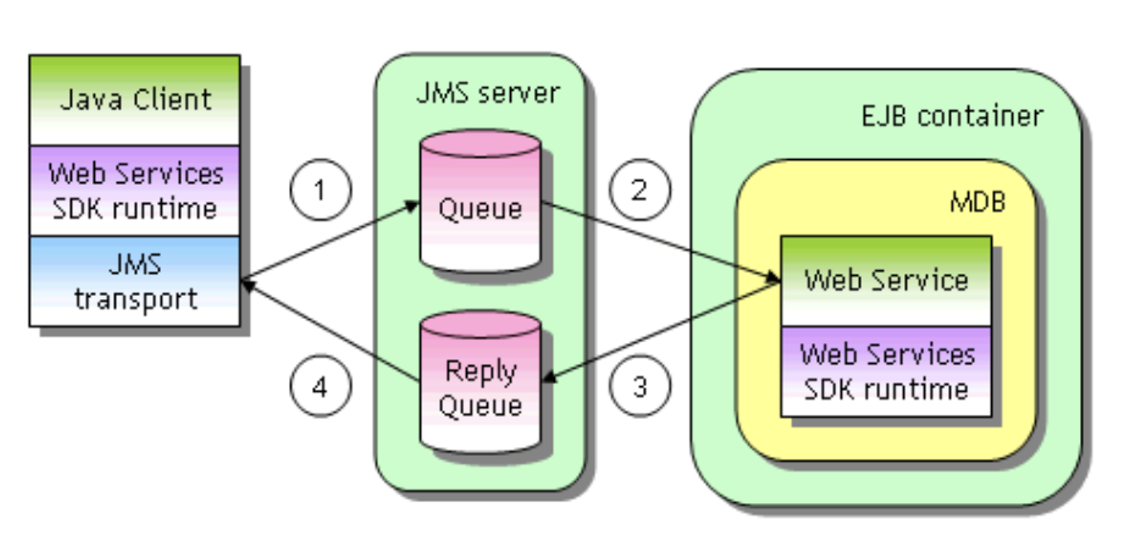 Java Client
Web Services
SDK runtime
JMS
transport
1
4
JMS server
Queue
Reply
Queue
2
3
EJB container
MDB
Web Service
Web Services
SDK runtime